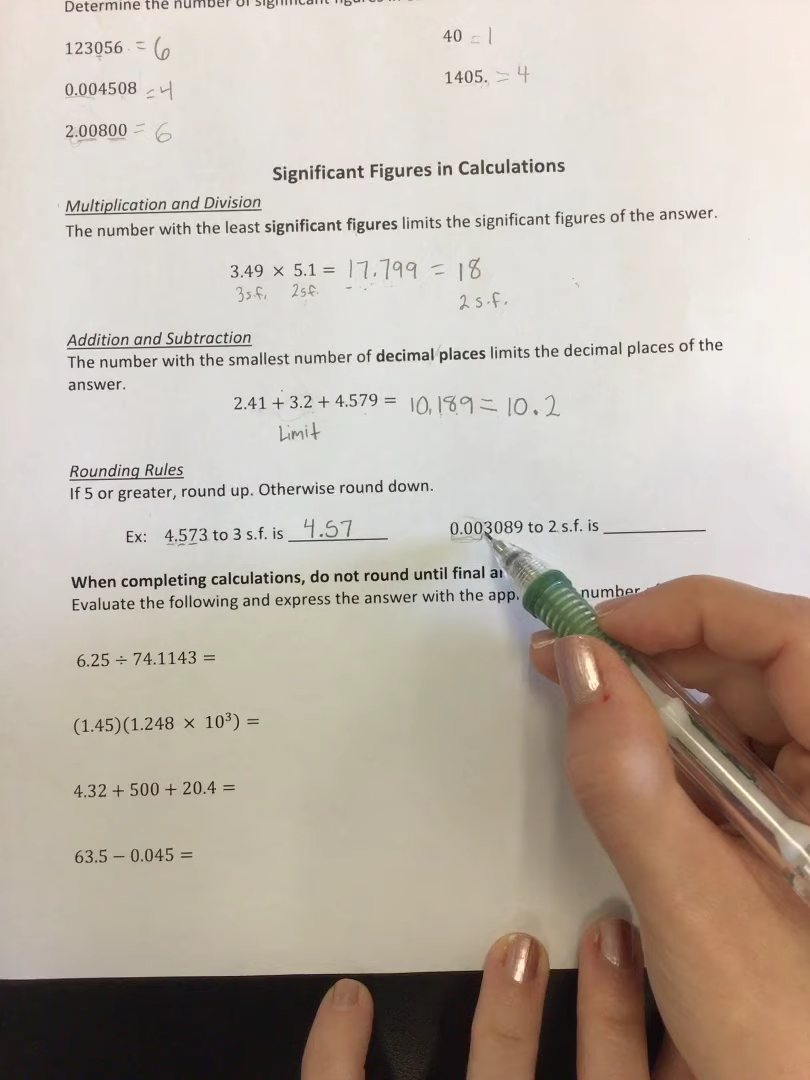 Determine the number of significant figures in
123056 = 6
40 = 1
0.004508 = 4
1405. = 4
2.00800 = 6
Significant Figures in Calculations
Multiplication and Division
The number with the least significant figures limits the significant figures of the answer.
3.49 × 5.1 = 17.799 = 18
3s.f. 2s.f. 2 s.f.
Addition and Subtraction
The number with the smallest number of decimal places limits the decimal places of the
answer.
2.41 + 3.2 + 4.579 = 10.189 = 10.2
Limit
Rounding Rules
If 5 or greater, round up. Otherwise round down.
Ex: 4.573 to 3 s.f. is 4.57
0.003089 to 2 s.f. is
When completing calculations, do not round until final
Evaluate the following and express the answer with the app number
6.25 ÷ 74.1143 =
(1.45)(1.248 × 10³) =
4.32 + 500 + 20.4 =
63.5 − 0.045 =